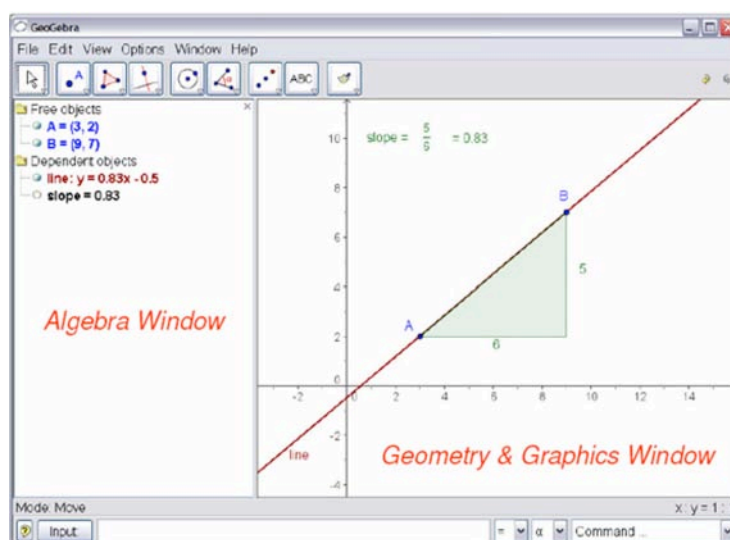 GeoGebra
File Edit View Options Window Help
A
ABC
Free objects
A = (3, 2)
B = (9, 7)
Dependent objects
line: y = 0.83x - 0.5
slope = 0.83
Algebra Window
slope = 5/6 = 0.83
10
8
6
4
2
0
-2
-4
-2 0 2 4 6 8 10 12 14
A
B
5
6
line
Geometry & Graphics Window
Mode: Move
x : y = 1 :
Input
= α Command ...